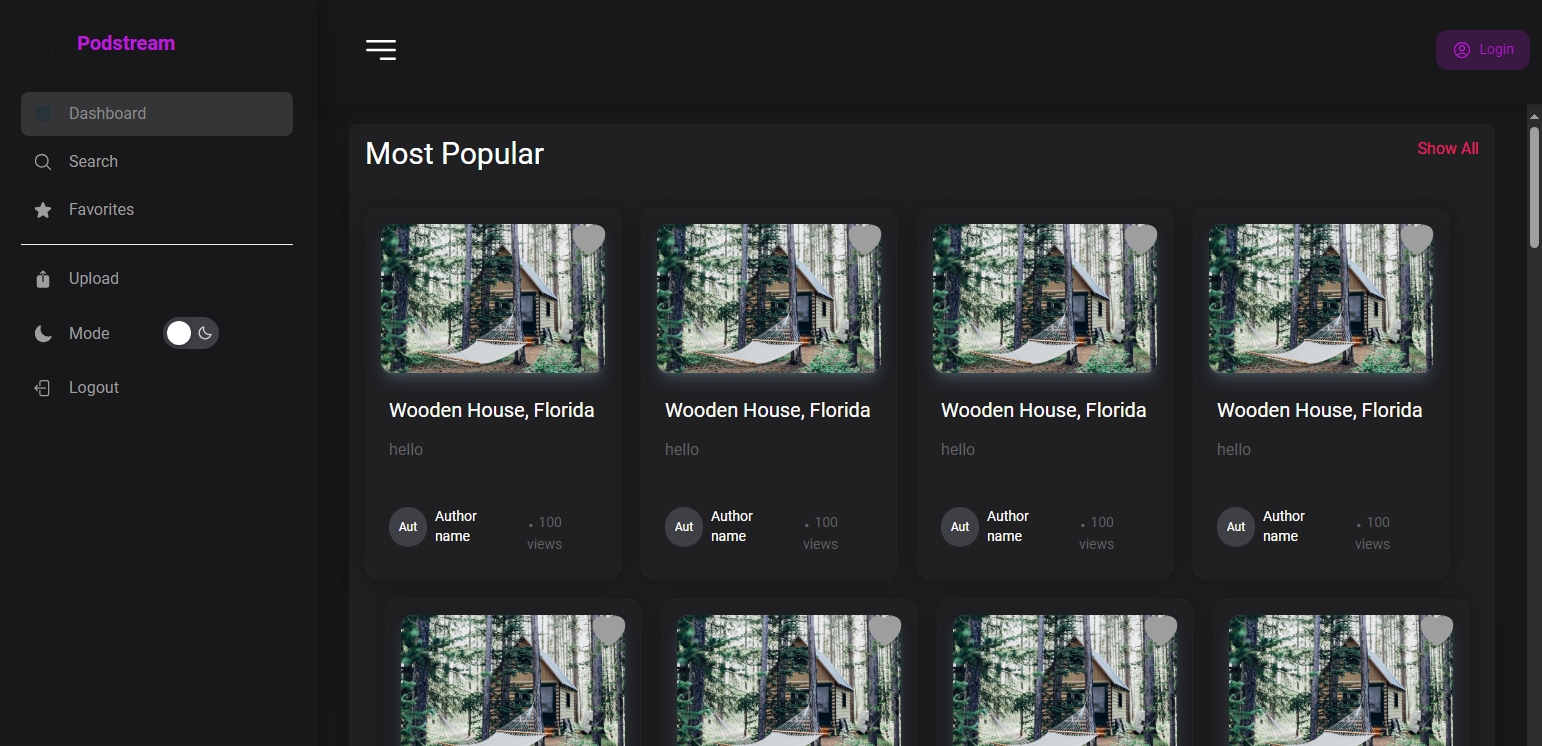 Podstream
Login
Dashboard
Search
Favorites
Upload
Mode
Logout
Most Popular
Show All
Wooden House, Florida
hello
Aut
Author
name
• 100
views
Wooden House, Florida
hello
Aut
Author
name
• 100
views
Wooden House, Florida
hello
Aut
Author
name
• 100
views
Wooden House, Florida
hello
Aut
Author
name
• 100
views